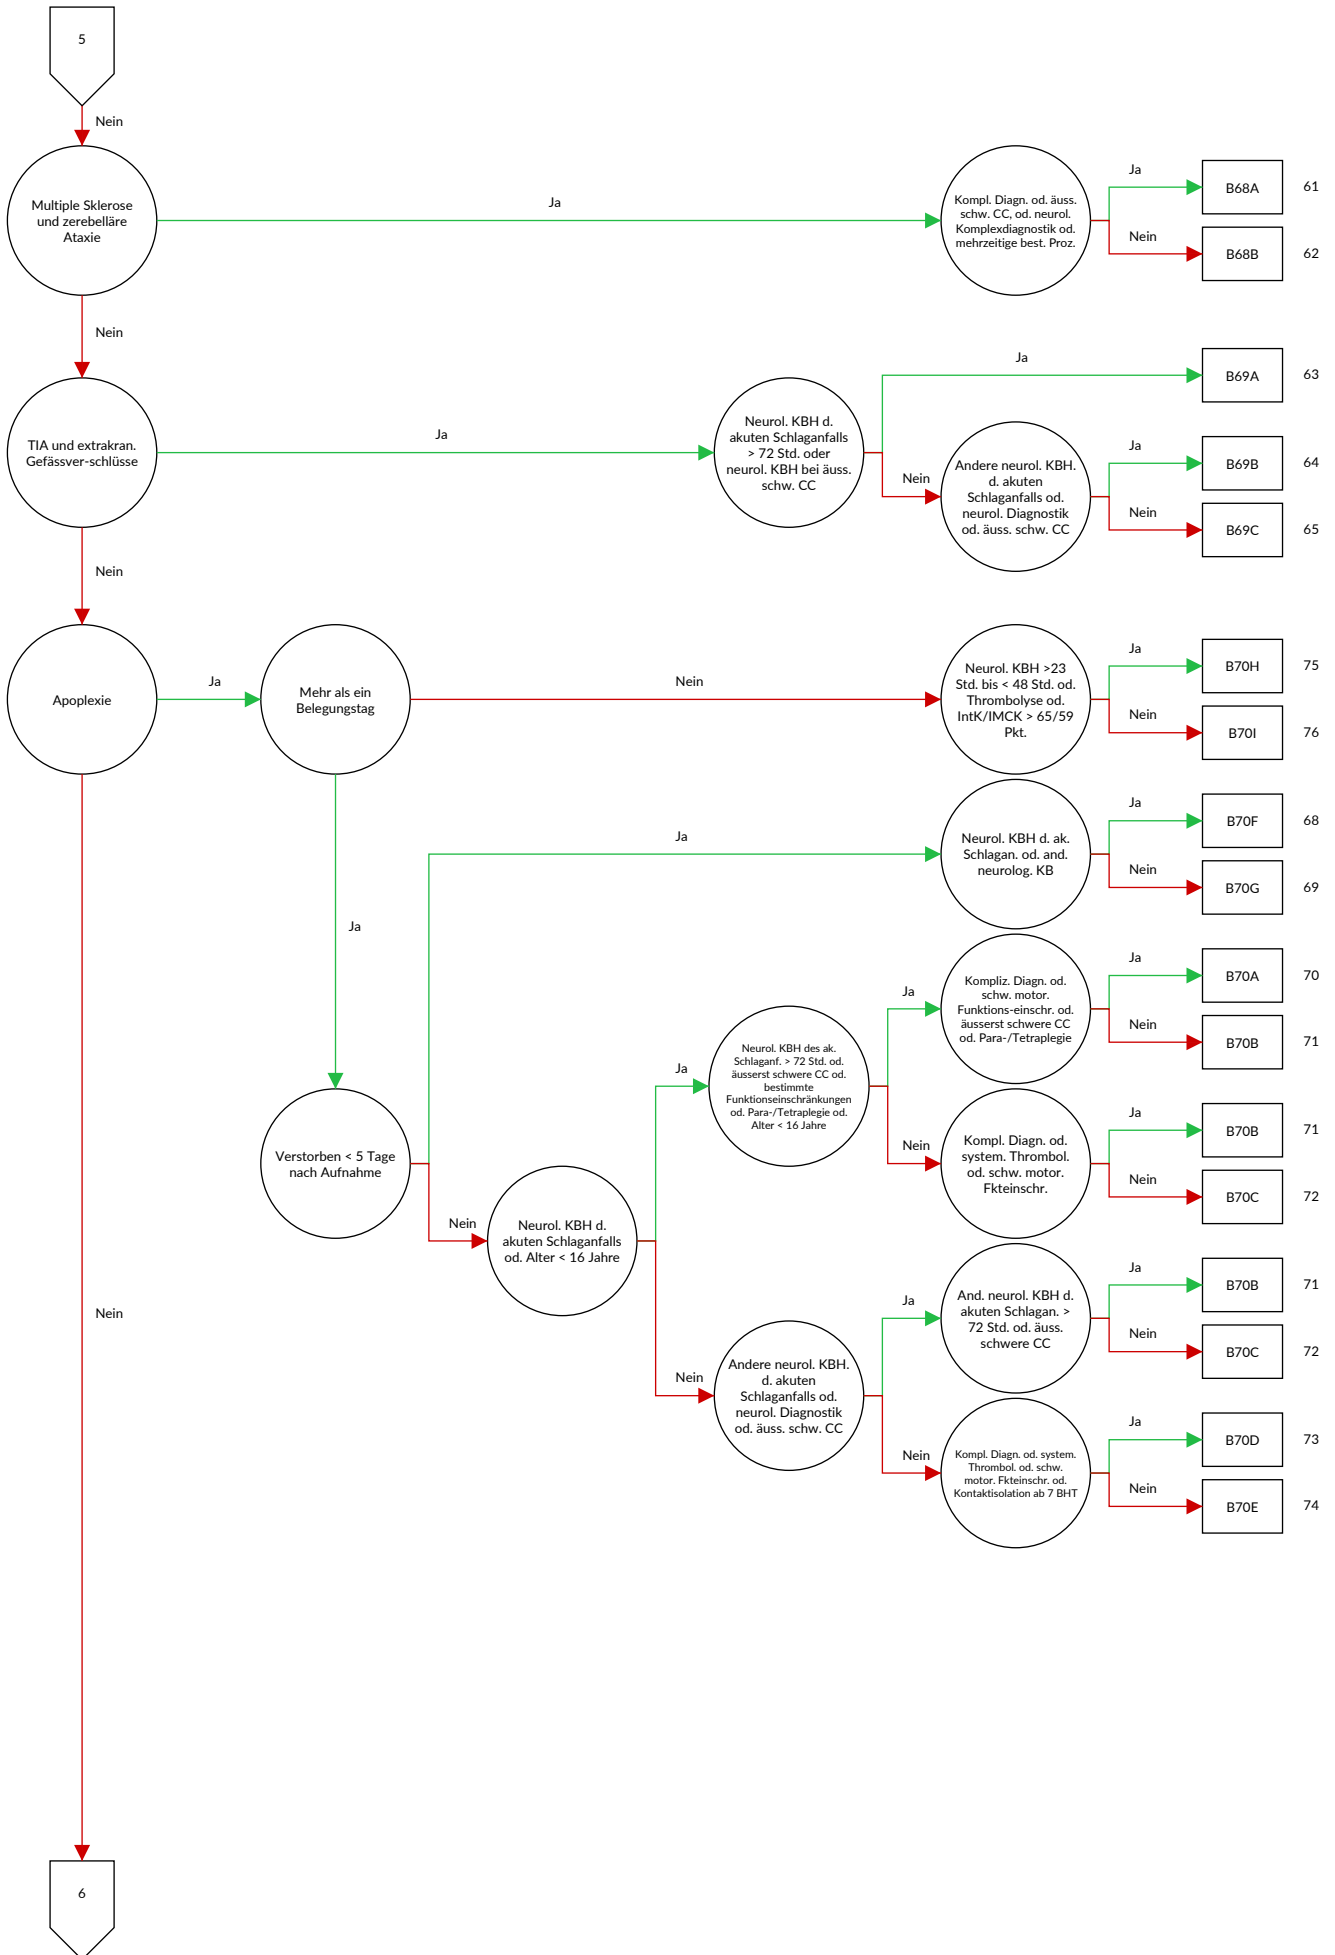 5
Nein
Multiple Sklerose
und zerebelläre
Ataxie
Ja
Kompl. Diagn. od. äuss.
schw. CC, od. neurol.
Komplexdiagnostik od.
mehrzeitige best. Proz.
Ja
B68A
61
Nein
B68B
62
Nein
TIA und extrakran.
Gefässver-schlüsse
Ja
Neurol. KBH d.
akuten Schlaganfalls
> 72 Std. oder
neurol. KBH bei äuss.
schw. CC
Ja
B69A
63
Nein
Andere neurol. KBH.
d. akuten
Schlaganfalls od.
neurol. Diagnostik
od. äuss. schw. CC
Ja
B69B
64
Nein
B69C
65
Nein
Apoplexie
Ja
Mehr als ein
Belegungstag
Nein
Neurol. KBH >23
Std. bis < 48 Std. od.
Thrombolyse od.
IntK/IMCK > 65/59
Pkt.
Ja
B70H
75
Nein
B70I
76
Ja
Verstorben < 5 Tage
nach Aufnahme
Ja
Neurol. KBH d. ak.
Schlagan. od. and.
neurolog. KB
Ja
B70F
68
Nein
B70G
69
Nein
Neurol. KBH d.
akuten Schlaganfalls
od. Alter < 16 Jahre
Ja
Neurol. KBH des ak.
Schlaganf. > 72 Std. od.
äusserst schwere CC od.
bestimmte
Funktionseinschränkungen
od. Para-/Tetraplegie od.
Alter < 16 Jahre
Ja
Kompliz. Diagn. od.
schw. motor.
Funktions-einschr. od.
äusserst schwere CC
od. Para-/Tetraplegie
Ja
B70A
70
Nein
B70B
71
Nein
Kompl. Diagn. od.
system. Thrombol.
od. schw. motor.
Fkteinschr.
Ja
B70B
71
Nein
B70C
72
Nein
Andere neurol. KBH.
d. akuten
Schlaganfalls od.
neurol. Diagnostik
od. äuss. schw. CC
Ja
And. neurol. KBH d.
akuten Schlagan. >
72 Std. od. äuss.
schwere CC
Ja
B70B
71
Nein
B70C
72
Nein
Kompl. Diagn. od. system.
Thrombol. od. schw.
motor. Fkteinschr. od.
Kontaktisolation ab 7 BHT
Ja
B70D
73
Nein
B70E
74
Nein
6